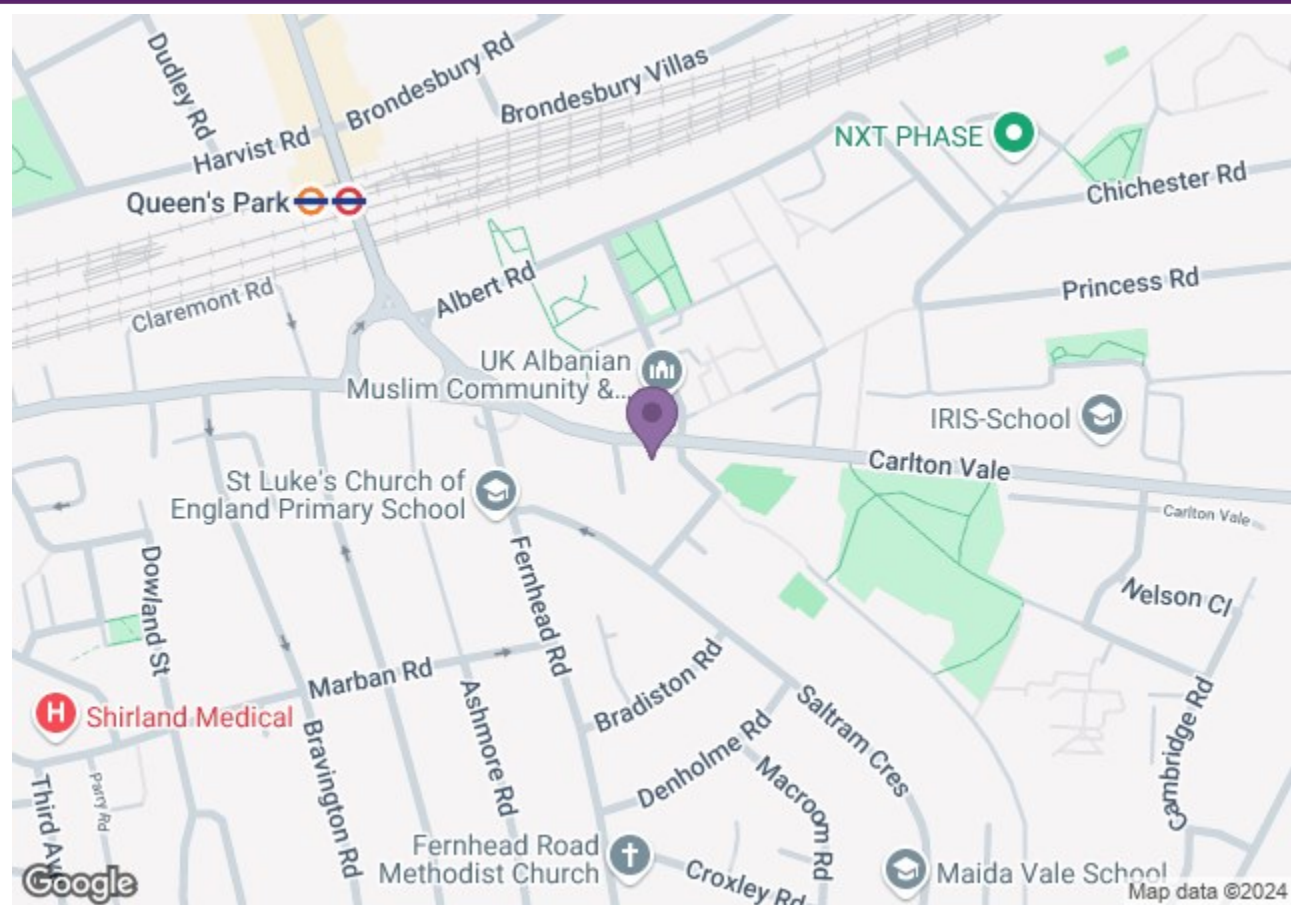 Dudley Rd
Brondesbury Rd
Brondesbury Villas
Harvist Rd
NXT PHASE
Chichester Rd
Queen's Park
Albert Rd
Claremont Rd
Princess Rd
UK Albanian
Muslim Community &...
IRIS-School
Carlton Vale
St Luke's Church of
England Primary School
Carlton Vale
Dowland St
Fernhead Rd
Nelson Cl
Marban Rd
Bradiston Rd
Saltram Cres
H
Shirland Medical
Ashmore Rd
Bravington Rd
Denholme Rd
Macroom Rd
Cambridge Rd
Parry Rd
Third Av
Fernhead Road
Methodist Church
Croxley Rd
Maida Vale School
Google
Map data ©2024